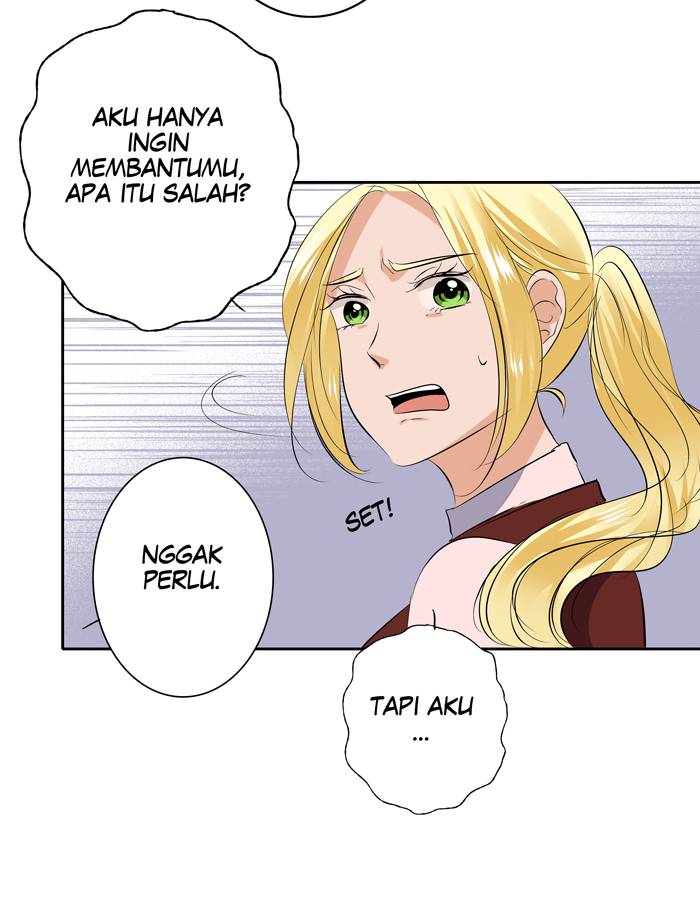 AKU HANYA
INGIN
MEMBANTUMU,
APA ITU SALAH?
SET!
NGGAK
PERLU.
TAPI AKU
...